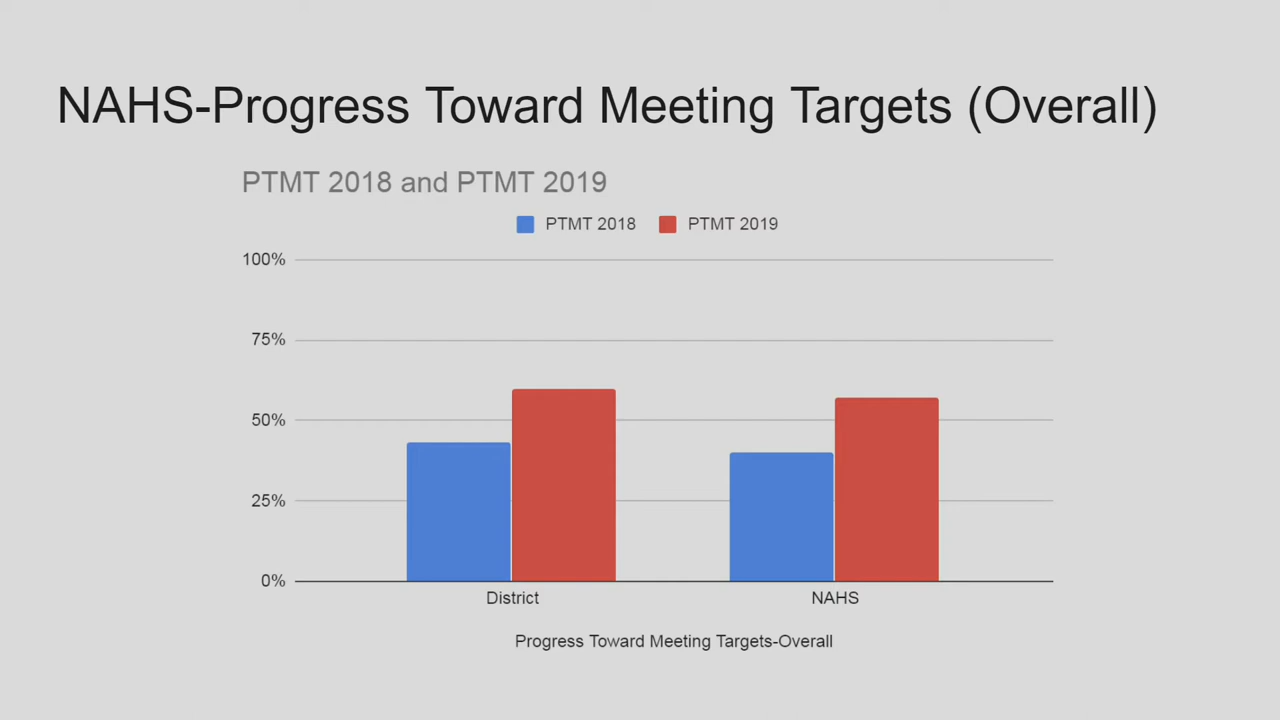 NAHS-Progress Toward Meeting Targets (Overall)
PTMT 2018 and PTMT 2019
PTMT 2018 PTMT 2019
100%
75%
50%
25%
0%
District NAHS
Progress Toward Meeting Targets-Overall